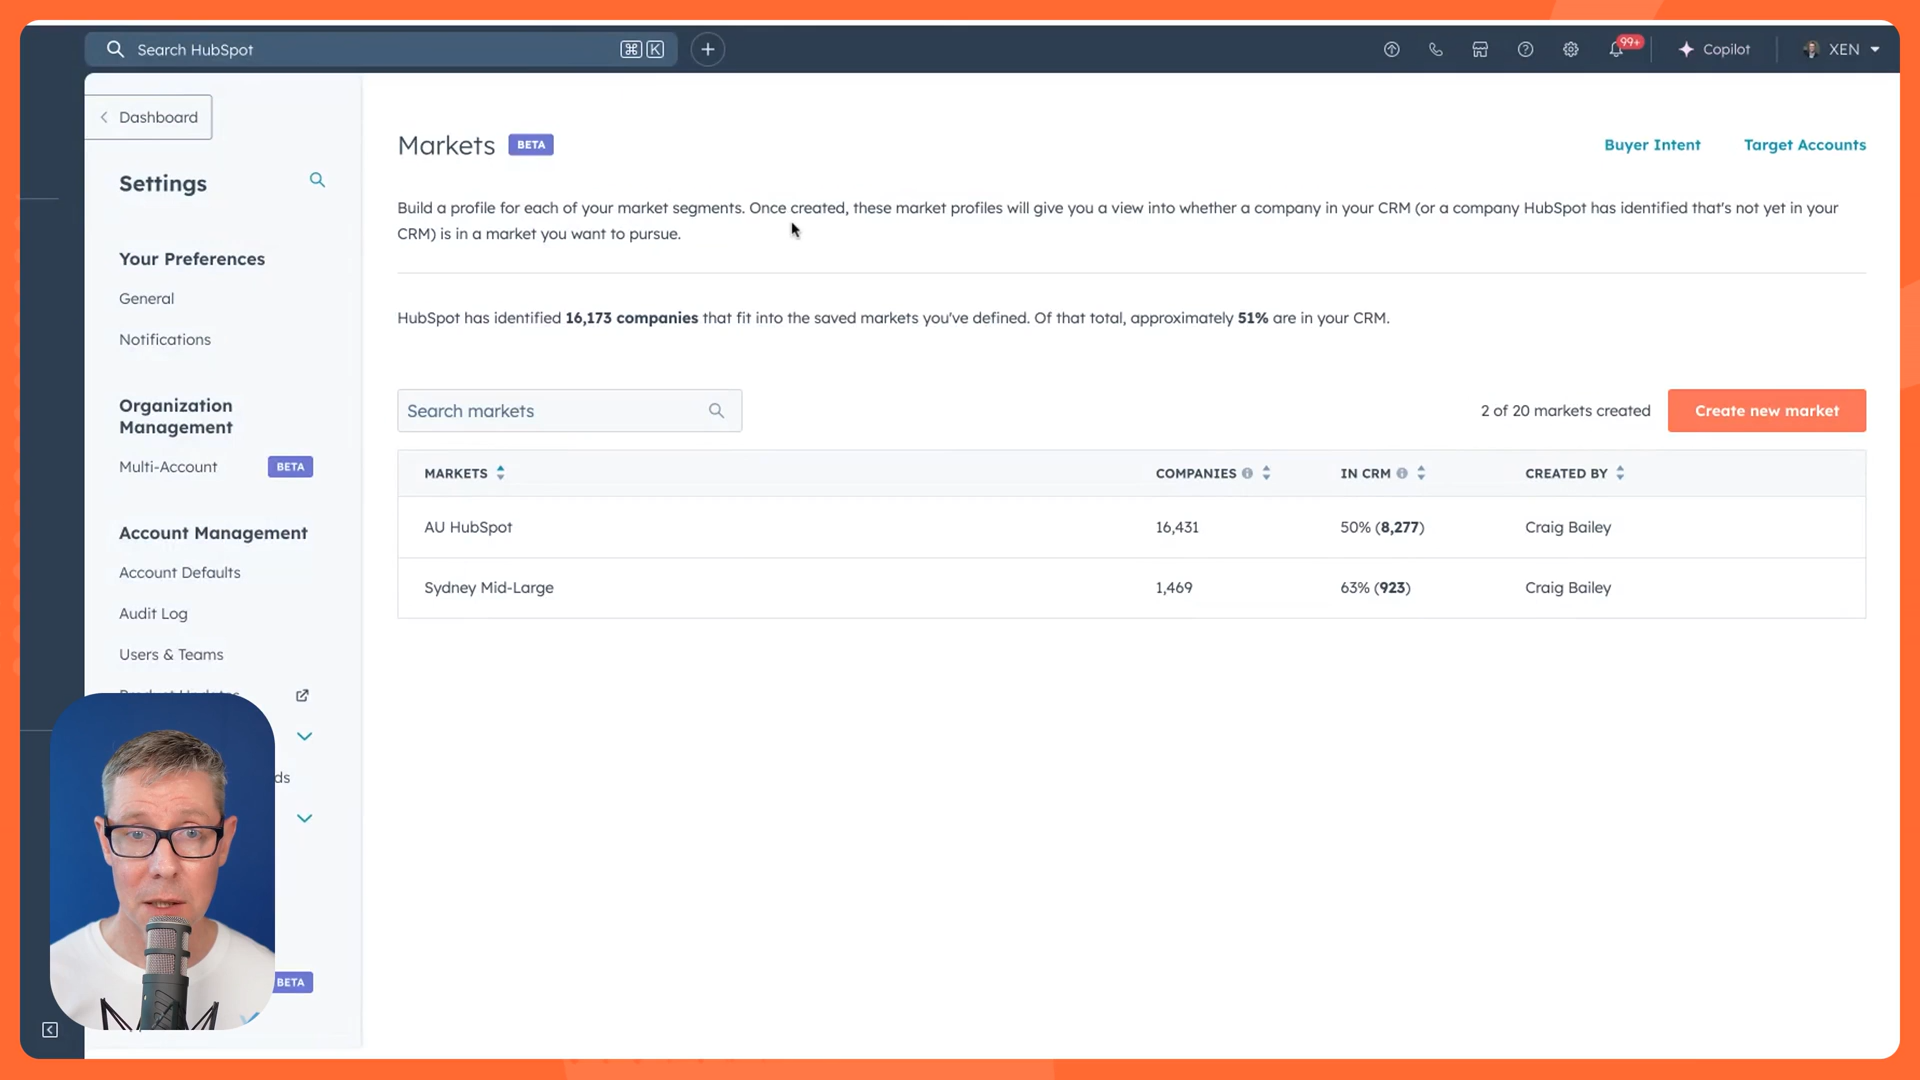 Search HubSpot
⌘ K
99+
Copilot
XEN
Dashboard
Settings
Your Preferences
General
Notifications
Organization
Management
Multi-Account BETA
Account Management
Account Defaults
Audit Log
Users & Teams
ds
BETA
Markets BETA
Buyer Intent
Target Accounts
Build a profile for each of your market segments. Once created, these market profiles will give you a view into whether a company in your CRM (or a company HubSpot has identified that's not yet in your
CRM) is in a market you want to pursue.
HubSpot has identified 16,173 companies that fit into the saved markets you've defined. Of that total, approximately 51% are in your CRM.
Search markets
2 of 20 markets created
Create new market
MARKETS COMPANIES IN CRM CREATED BY
AU HubSpot 16,431 50% (8,277) Craig Bailey
Sydney Mid-Large 1,469 63% (923) Craig Bailey